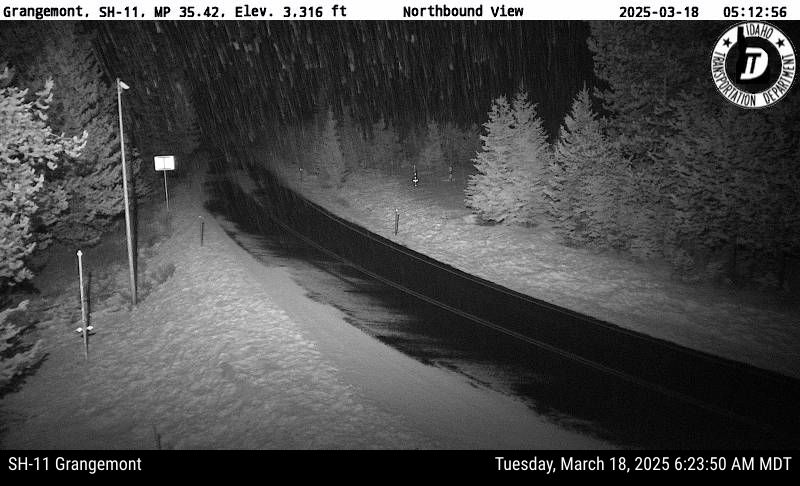 Grangemont, SH-11, MP 35.42, Elev. 3,316 ft Northbound View 2025-03-18 05:12:56
IDAHO
TRANSPORTATION DEPARTMENT
SH-11 Grangemont Tuesday, March 18, 2025 6:23:50 AM MDT